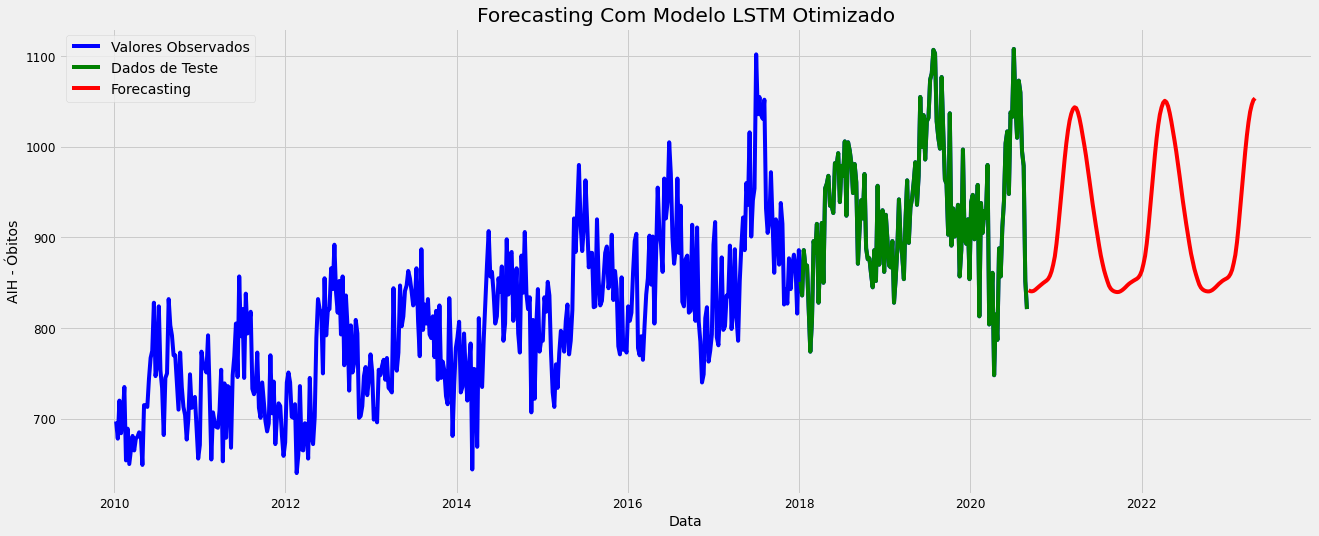 Forecasting Com Modelo LSTM Otimizado
Valores Observados
Dados de Teste
Forecasting
AIH - Óbitos
1100
1000
900
800
700
2010
2012
2014
2016
2018
2020
2022
Data